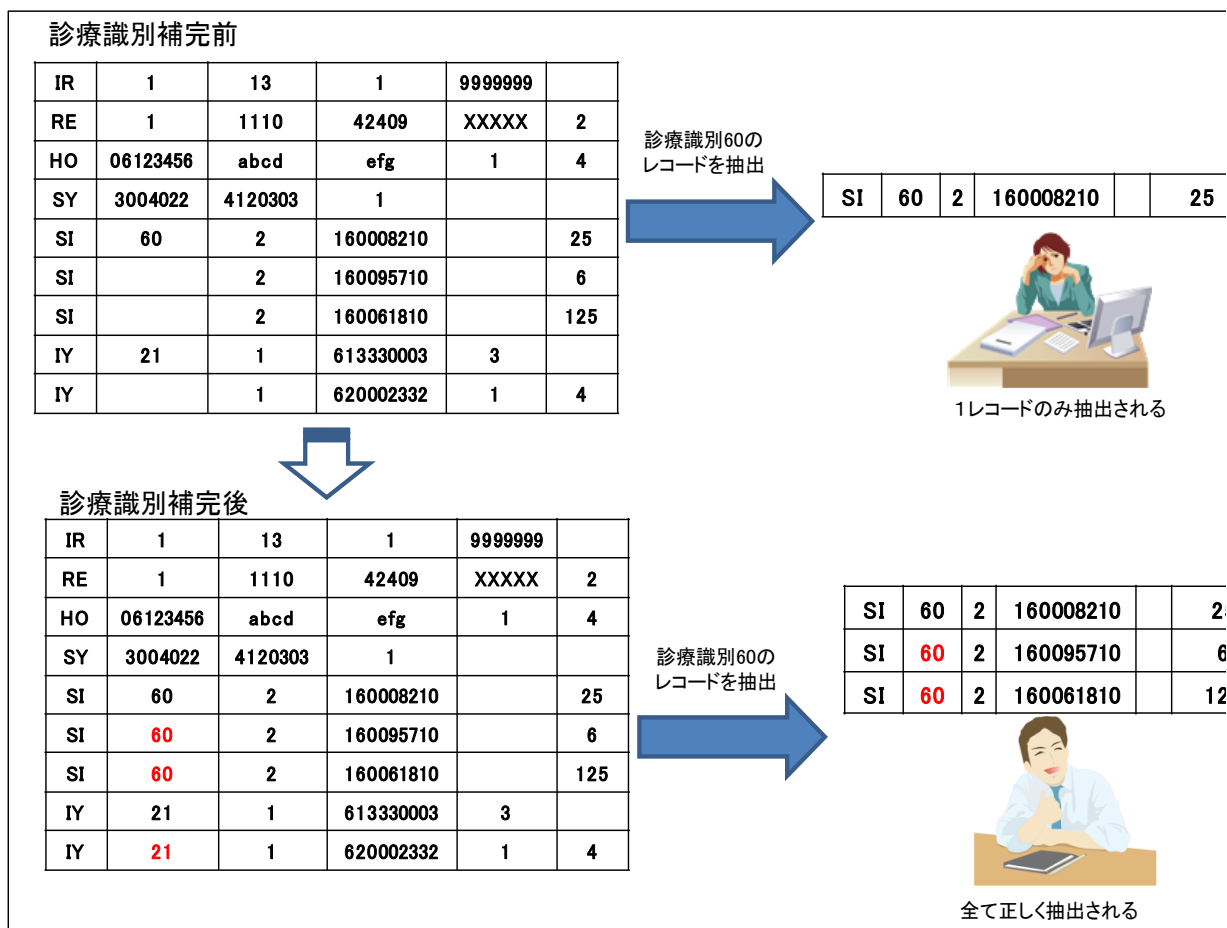 診療識別補完前
IR 1 13 1 9999999
RE 1 1110 42409 XXXXX 2
HO 06123456 abcd efg 1 4
SY 3004022 4120303 1
SI 60 2 160008210 25
SI 2 160095710 6
SI 2 160061810 125
IY 21 1 613330003 3
IY 1 620002332 1 4
診療識別60の
レコードを抽出
SI 60 2 160008210 25
1レコードのみ抽出される
診療識別補完後
IR 1 13 1 9999999
RE 1 1110 42409 XXXXX 2
HO 06123456 abcd efg 1 4
SY 3004022 4120303 1
SI 60 2 160008210 25
SI 60 2 160095710 6
SI 60 2 160061810 125
IY 21 1 613330003 3
IY 21 1 620002332 1 4
診療識別60の
レコードを抽出
SI 60 2 160008210
SI 60 2 160095710 6
SI 60 2 160061810
全て正しく抽出される